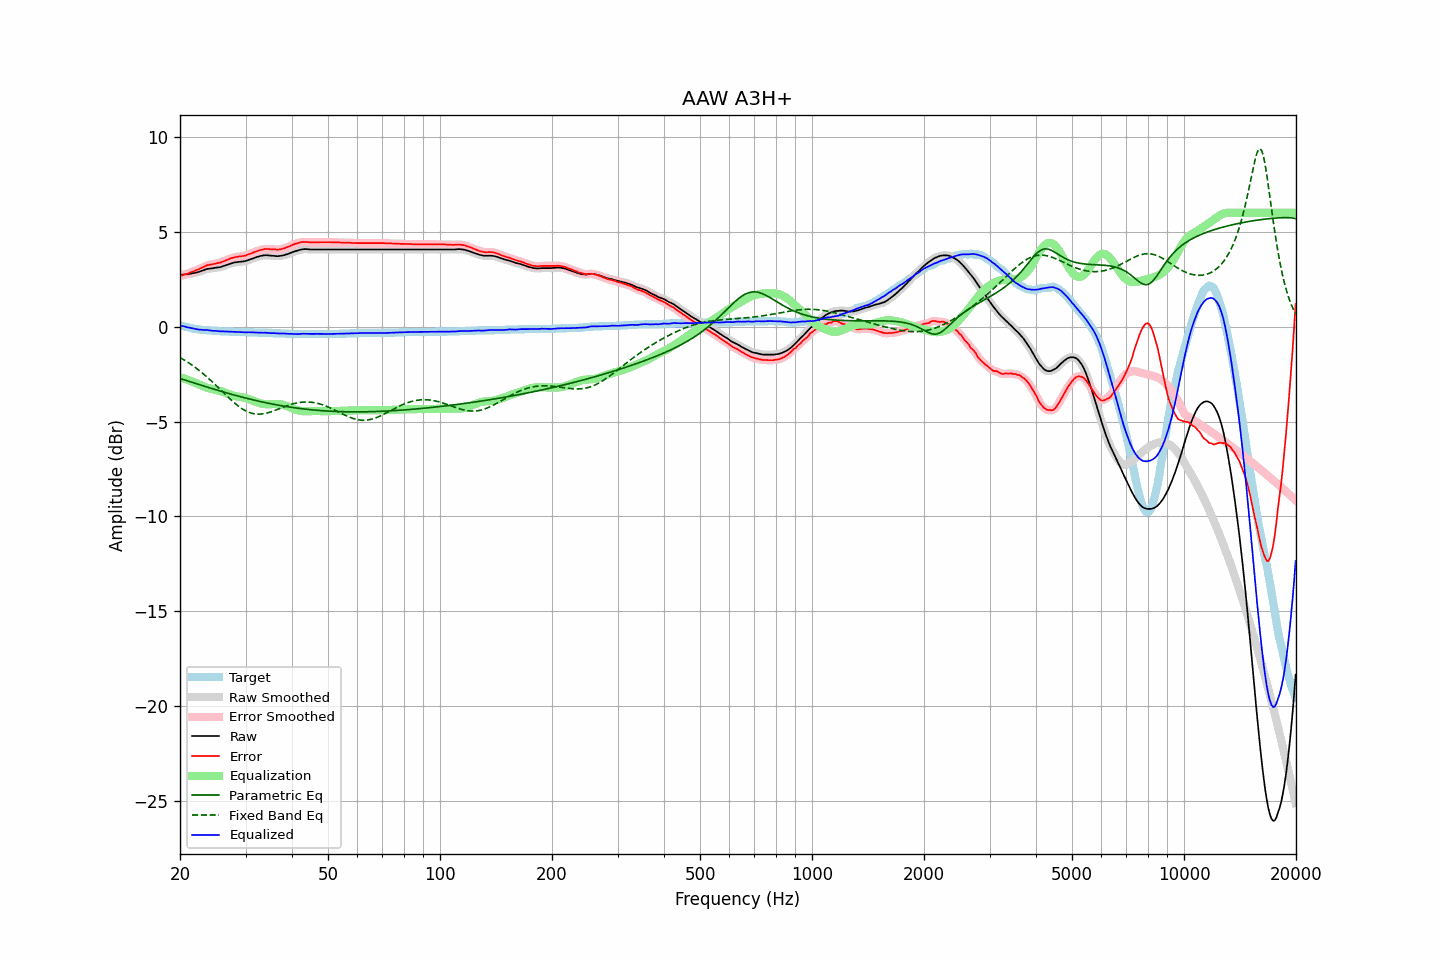 AAW A3H+
10
5
0
−5
−10
−15
−20
−25
Amplitude (dBr)
Target
Raw Smoothed
Error Smoothed
Raw
Error
Equalization
Parametric Eq
Fixed Band Eq
Equalized
20 50 100 200 500 1000 2000 5000 10000 20000
Frequency (Hz)